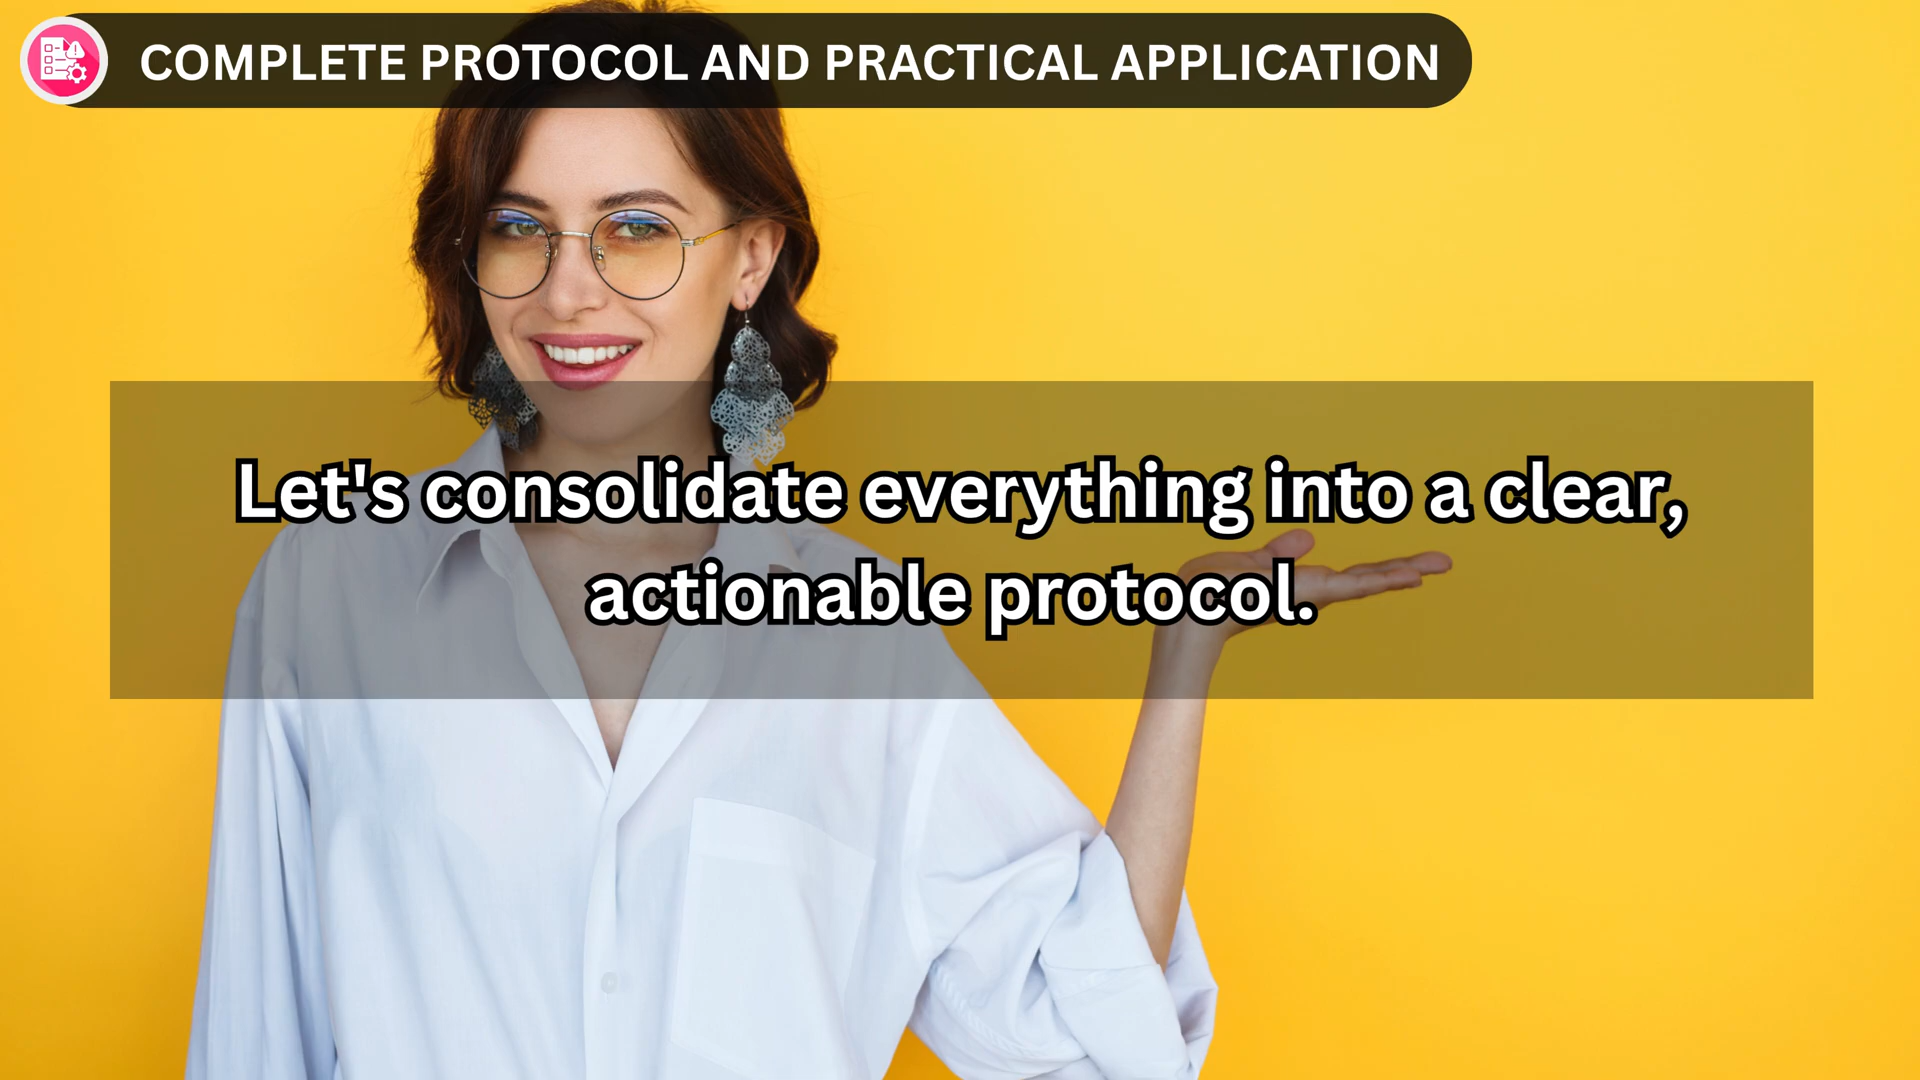 COMPLETE PROTOCOL AND PRACTICAL APPLICATION
Let's consolidate everything into a clear,
actionable protocol.